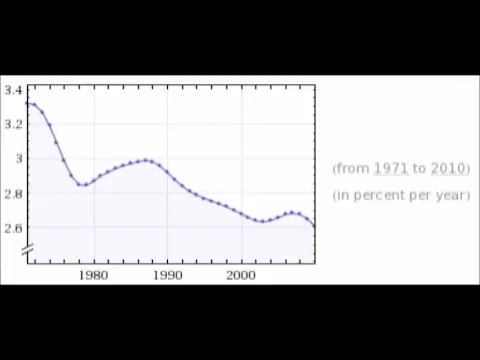 3.4
3.2
3
2.8
2.6
1980 1990 2000
(from 1971 to 2010)
(in percent per year)